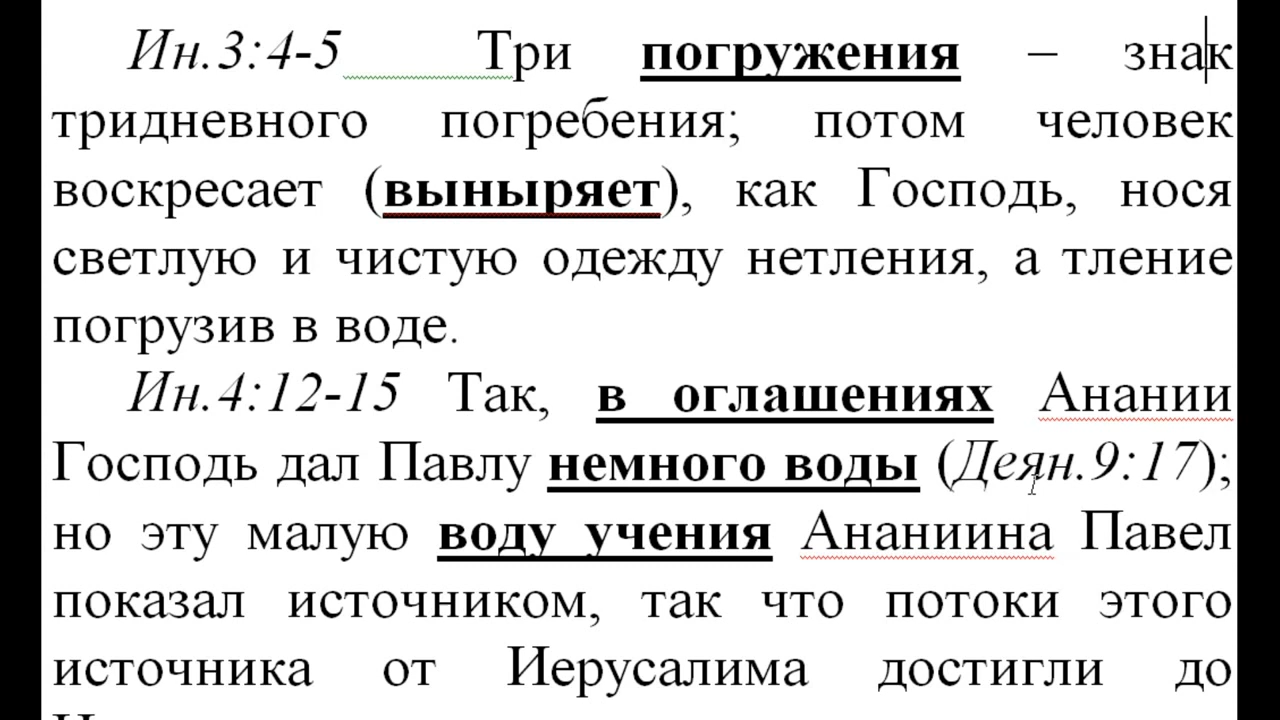 Ин.3:4-5 Три погружения – знак
тридневного погребения; потом человек
воскресает (выныряет), как Господь, нося
светлую и чистую одежду нетления, а тление
погрузив в воде.
Ин.4:12-15 Так, в оглашениях Анании
Господь дал Павлу немного воды (Деян.9:17);
но эту малую воду учения Ананиина Павел
показал источником, так что потоки этого
источника от Иерусалима достигли до